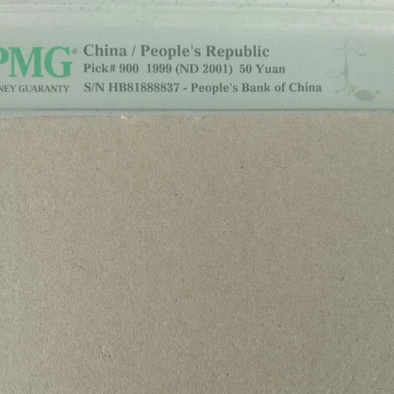 PMG
China / People's Republic
Pick# 900 1999 (ND 2001) 50 Yuan
NEY GUARANTY
S/N HB81888837 - People's Bank of China